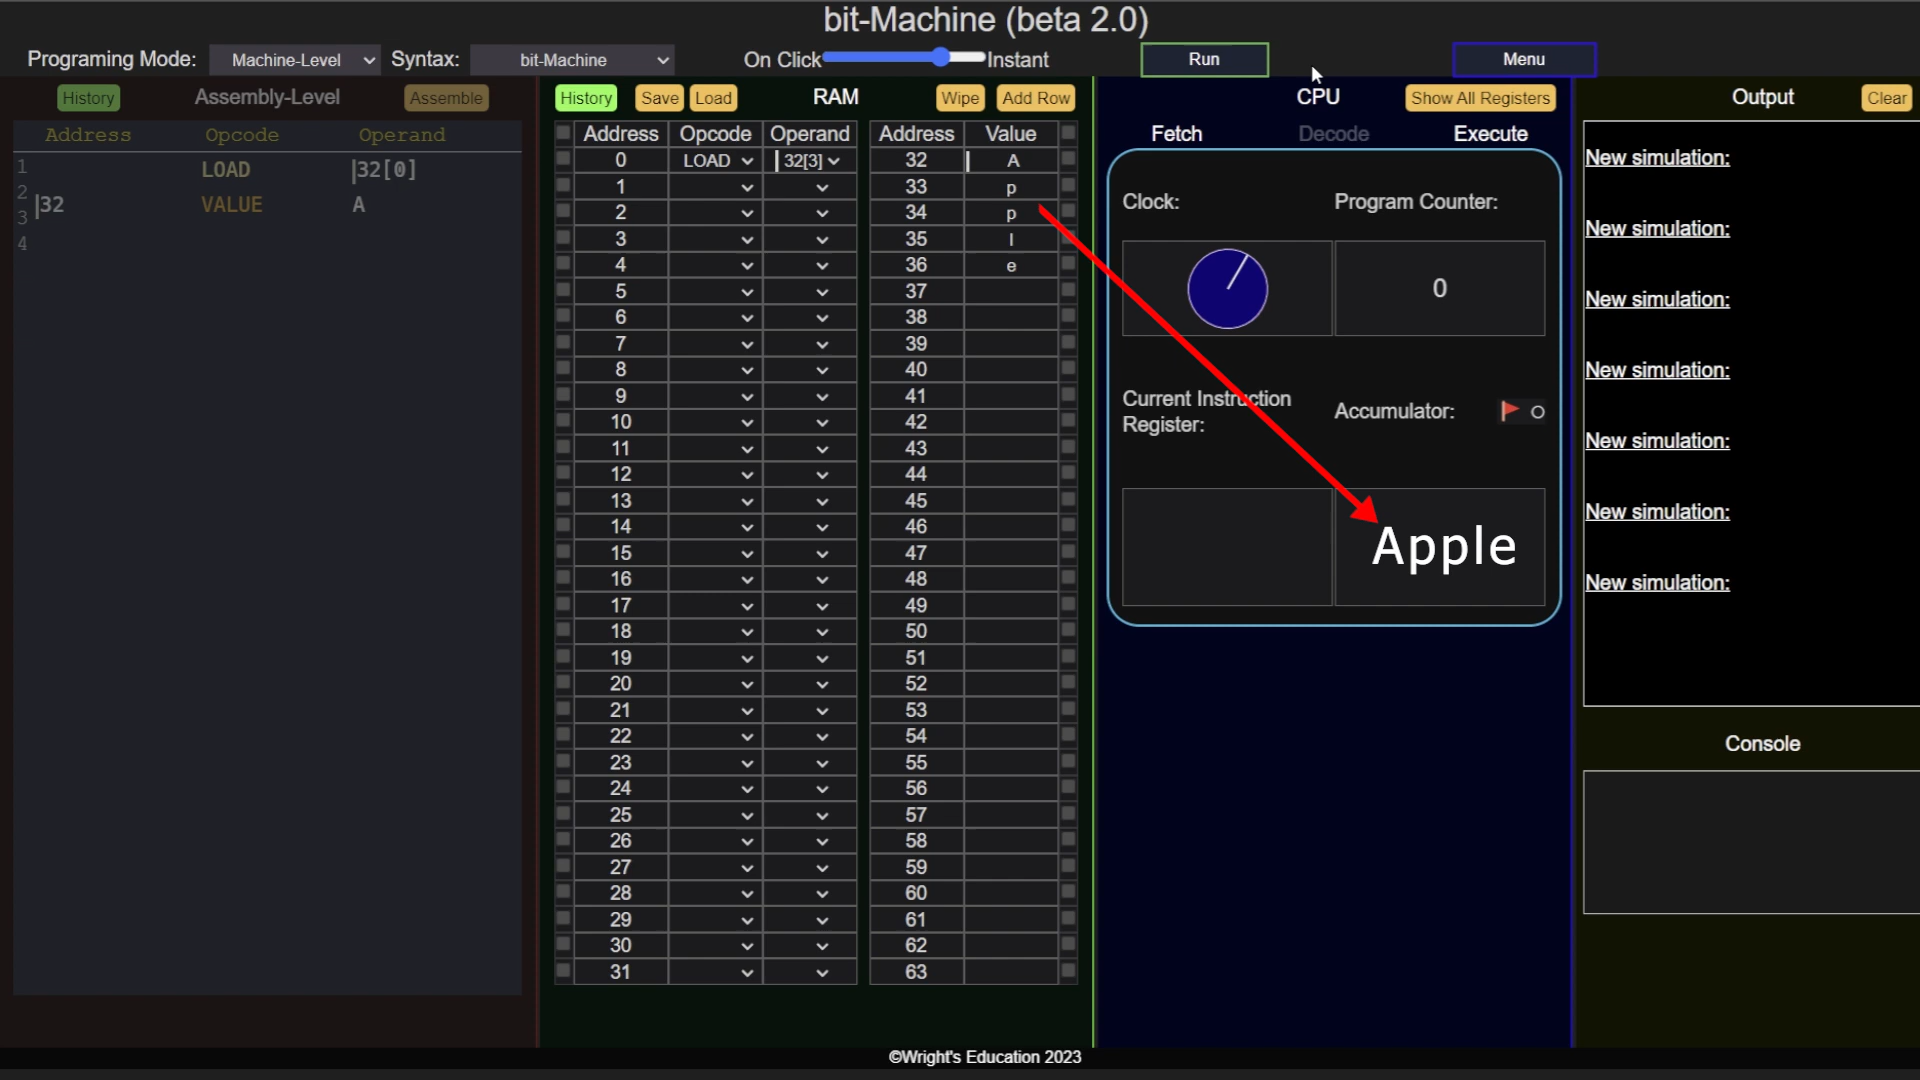 bit-Machine (beta 2.0)
Programing Mode: Machine-Level Syntax: bit-Machine On Click Instant Run Menu
History Assembly-Level Assemble
Address Opcode Operand
1 LOAD |32[0]
2 |32 VALUE A
3
4
History Save Load RAM Wipe Add Row
Address Opcode Operand Address Value
0 LOAD |32[3] 32 | A
1 33 p
2 34 p
3 35 l
4 36 e
5 37
6 38
7 39
8 40
9 41
10 42
11 43
12 44
13 45
14 46
15 47
16 48
17 49
18 50
19 51
20 52
21 53
22 54
23 55
24 56
25 57
26 58
27 59
28 60
29 61
30 62
31 63
CPU Show All Registers
Fetch Decode Execute
Clock: Program Counter:
0
Current Instruction
Register:
Accumulator:
Apple
Output Clear
New simulation:
New simulation:
New simulation:
New simulation:
New simulation:
New simulation:
New simulation:
Console
©Wright's Education 2023